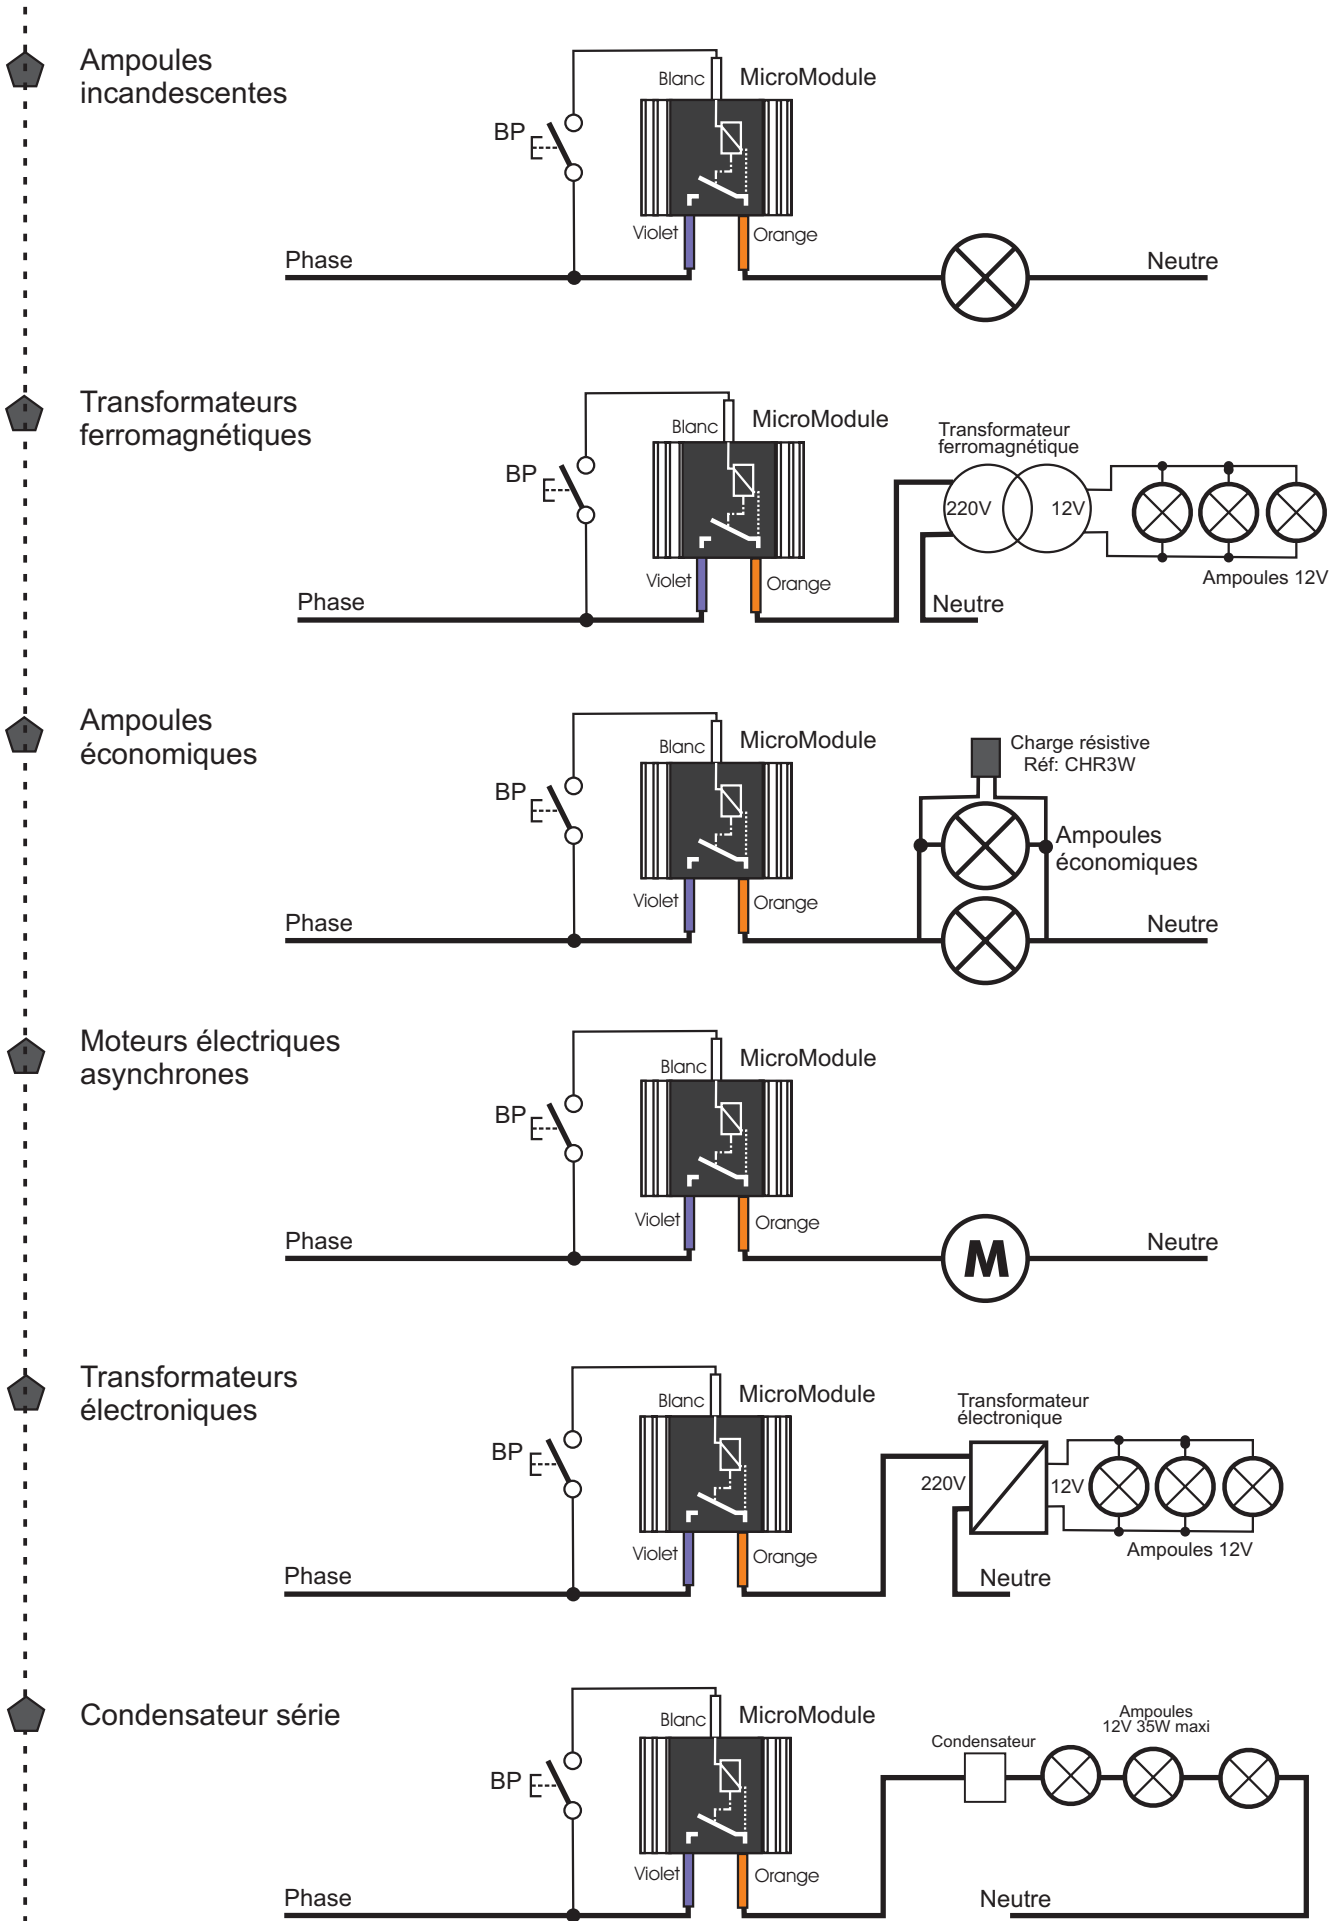 Ampoules
incandescentes
Blanc
MicroModule
BP
Violet
Orange
Phase
Neutre
Transformateurs
ferromagnétiques
Blanc
MicroModule
BP
Transformateur
ferromagnétique
220V
12V
Violet
Orange
Ampoules 12V
Phase
Neutre
Ampoules
économiques
Blanc
MicroModule
Charge résistive
Réf: CHR3W
BP
Ampoules
économiques
Violet
Orange
Phase
Neutre
Moteurs électriques
asynchrones
Blanc
MicroModule
BP
Violet
Orange
Phase
M
Neutre
Transformateurs
électroniques
Blanc
MicroModule
Transformateur
électronique
BP
220V
12V
Violet
Orange
Ampoules 12V
Phase
Neutre
Condensateur série
Blanc
MicroModule
Ampoules
12V 35W maxi
Condensateur
BP
Violet
Orange
Phase
Neutre